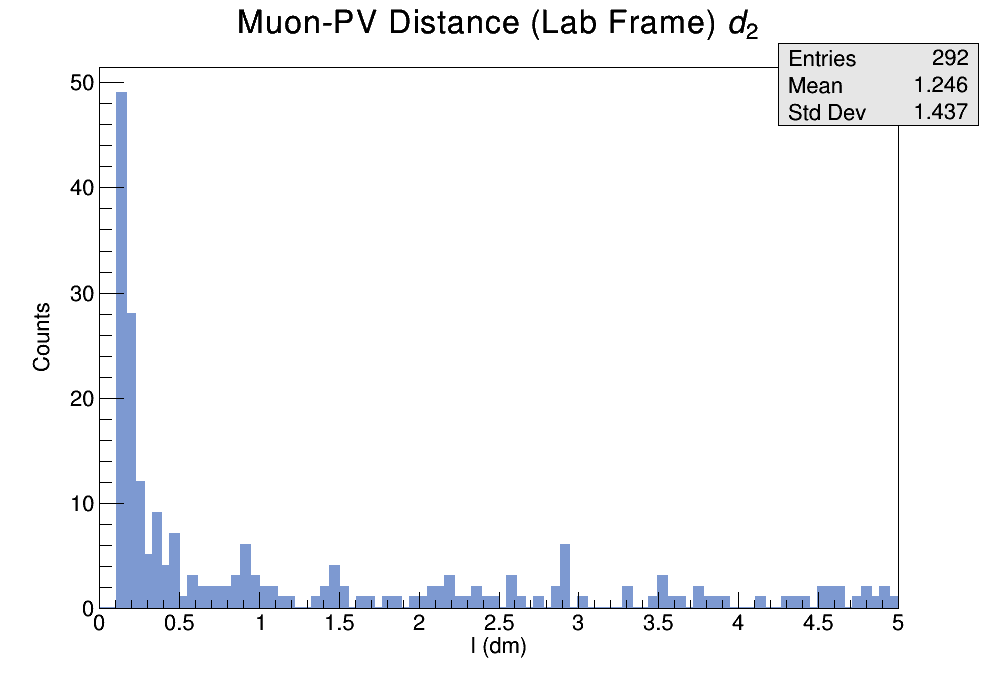 Muon-PV Distance (Lab Frame) d₂
Entries 292
Mean 1.246
Std Dev 1.437
50
40
30
20
10
0
Counts
0 0.5 1 1.5 2 2.5 3 3.5 4 4.5 5
l (dm)